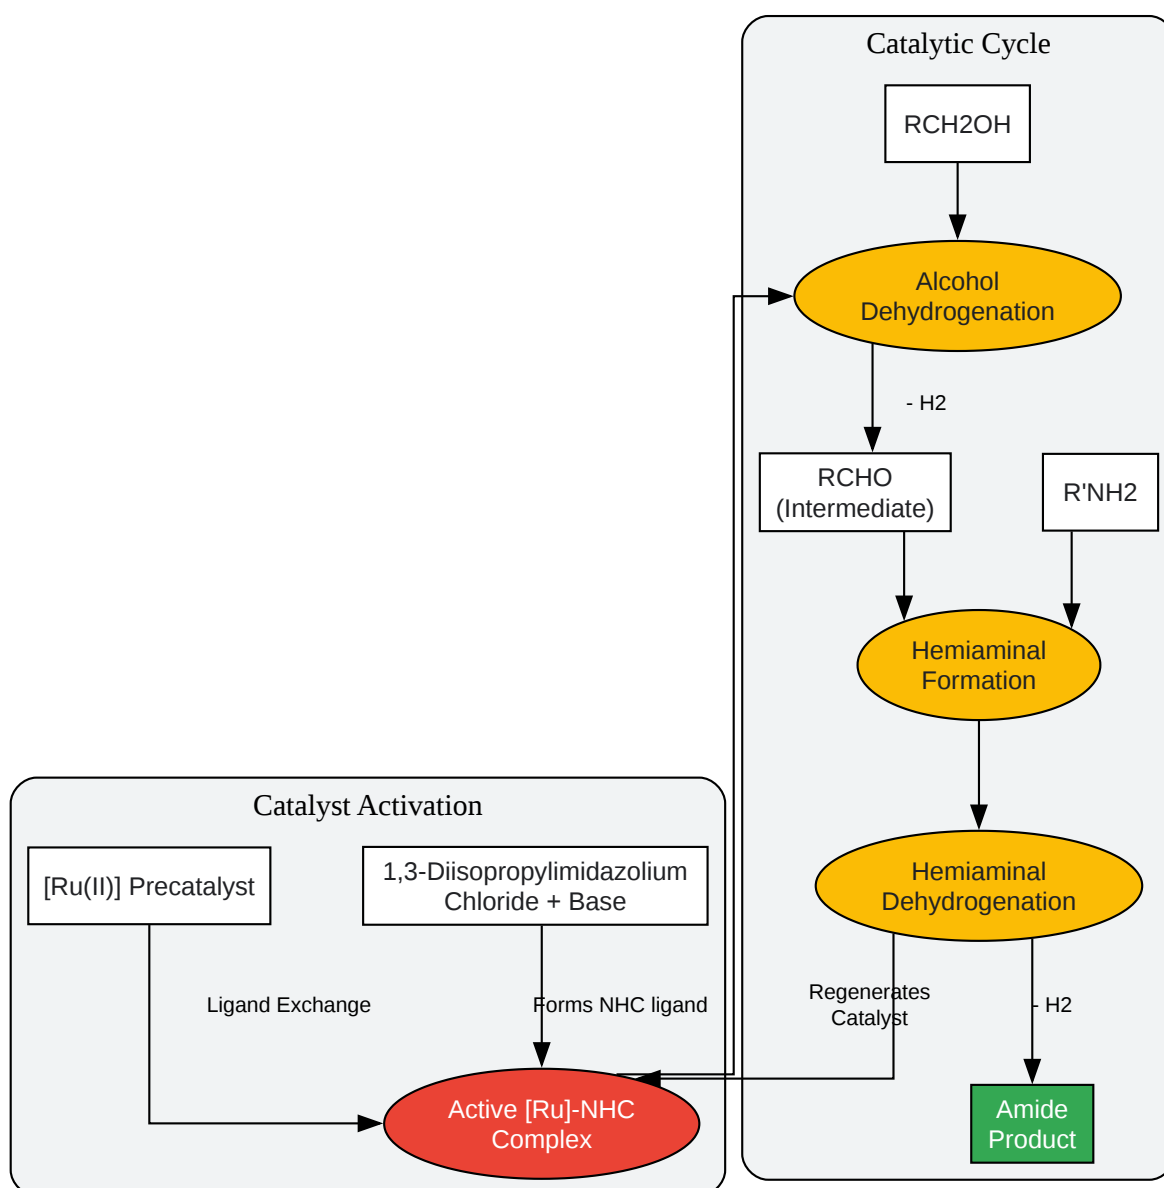 Catalytic Cycle
RCH2OH
Alcohol
Dehydrogenation
- H2
RCHO
(Intermediate)
R'NH2
Hemiaminal
Formation
Hemiaminal
Dehydrogenation
Regenerates
Catalyst
- H2
Amide
Product
Catalyst Activation
[Ru(II)] Precatalyst
1,3-Diisopropylimidazolium
Chloride + Base
Ligand Exchange
Forms NHC ligand
Active [Ru]-NHC
Complex